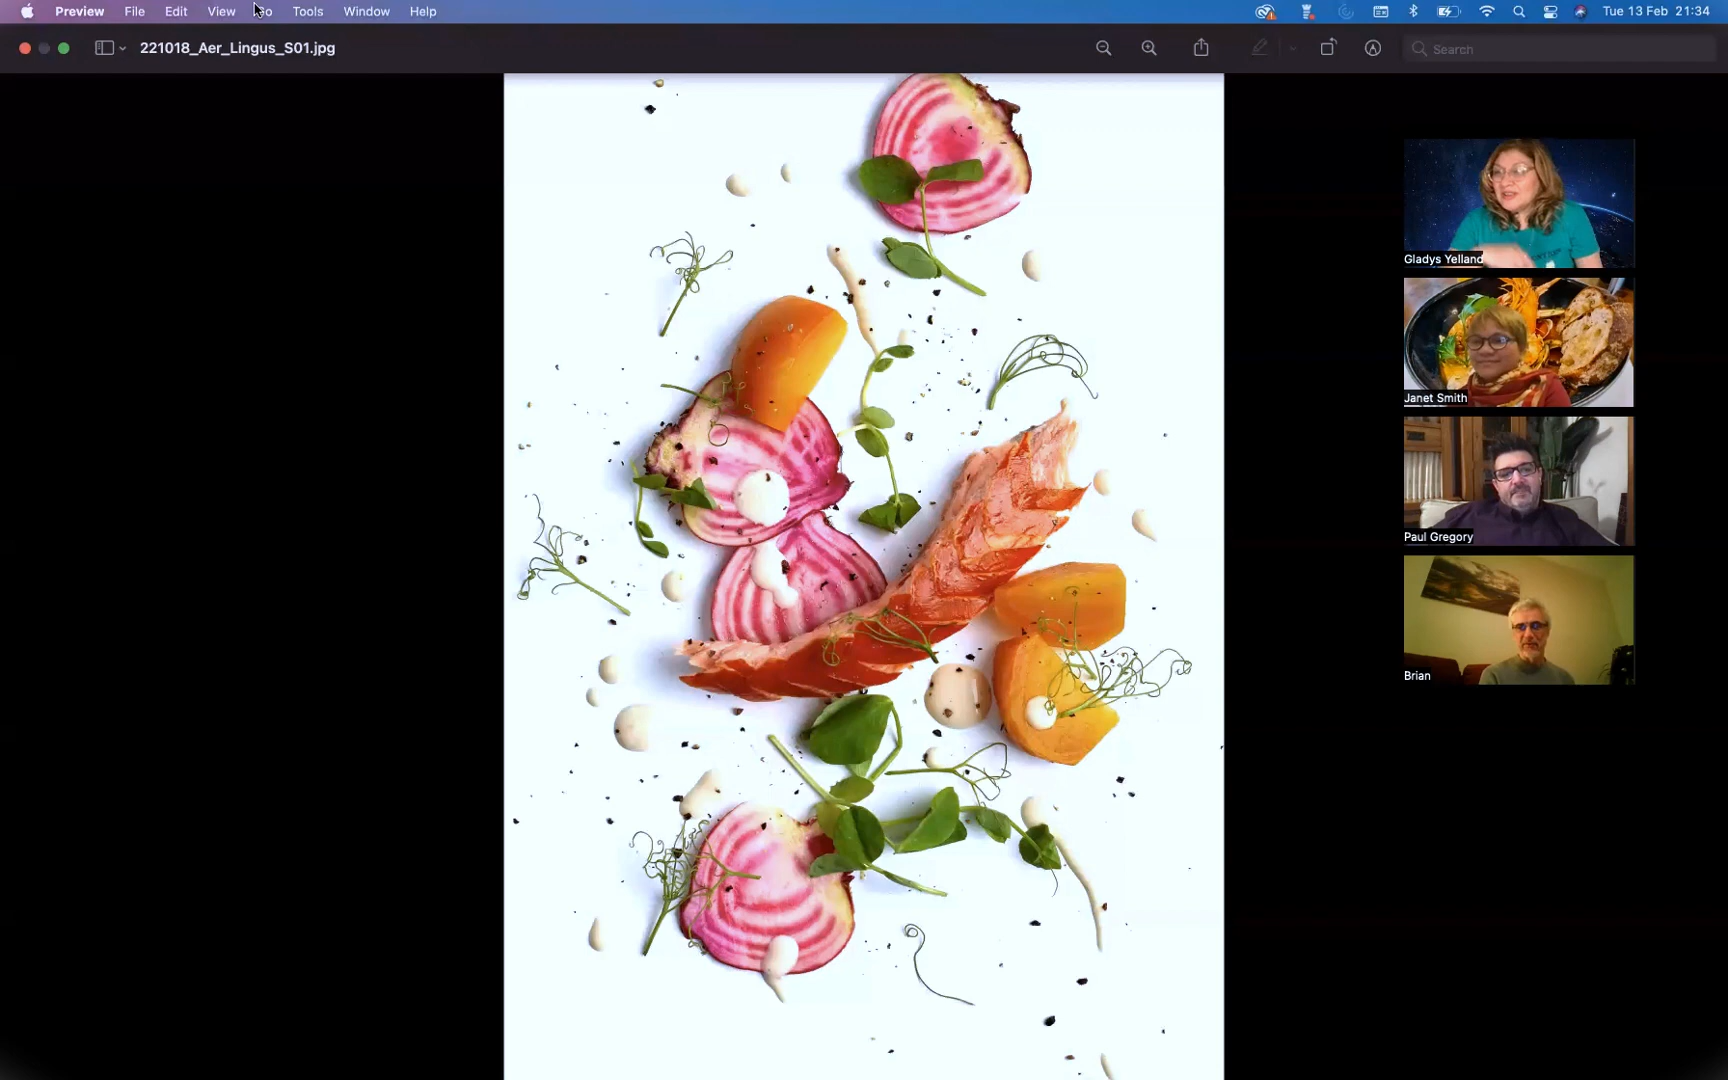 Preview File Edit View Go Tools Window Help Tue 13 Feb 21:34
221018_Aer_Lingus_S01.jpg Search
Gladys Yelland
Janet Smith
Paul Gregory
Brian